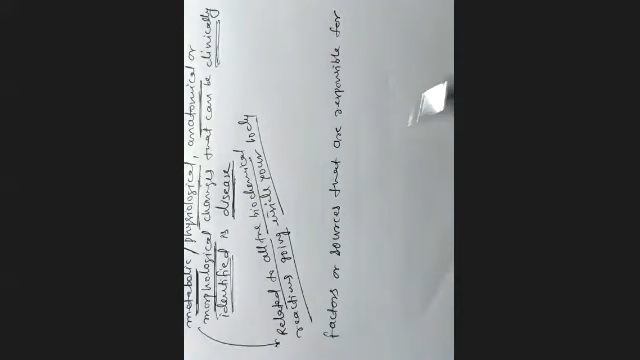 metabolic / physiological, anatomical or
morphological changes that can be clinically
identified is disease
* Related to all the biochemical body
reactions going inside your
factors or sources that are responsible for